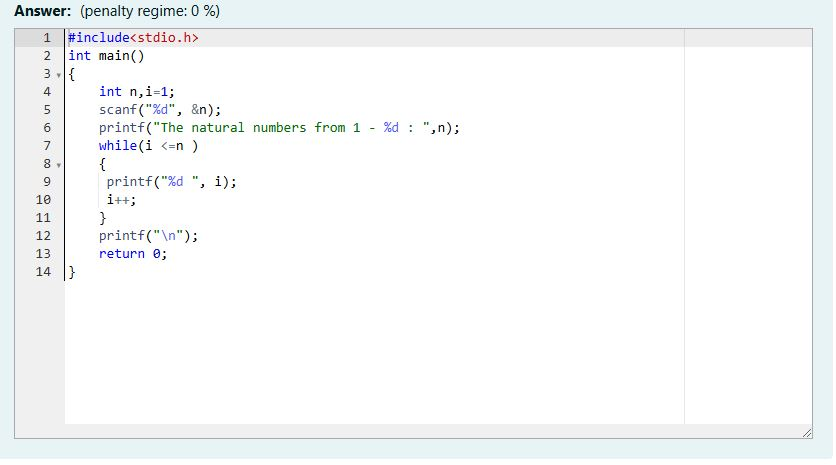 Answer: (penalty regime: 0 %)
1 #include<stdio.h>
2 int main()
3 {
4 int n,i=1;
5 scanf("%d", &n);
6 printf("The natural numbers from 1 - %d : ",n);
7 while(i <=n )
8 {
9 printf("%d ", i);
10 i++;
11 }
12 printf("\n");
13 return 0;
14 }